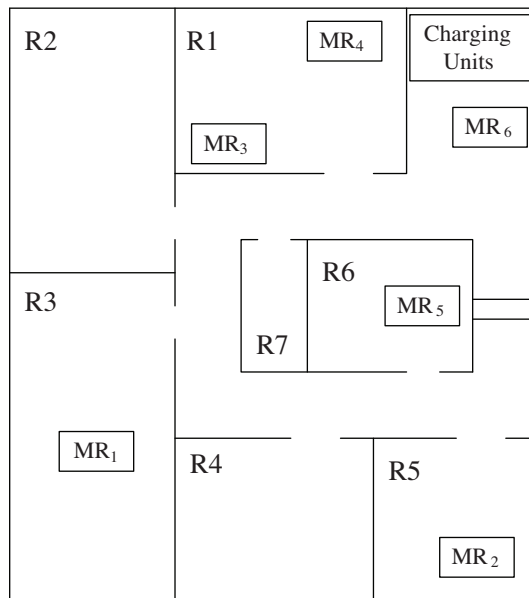 R2
R1
MR4
Charging
Units
MR3
MR6
R3
R6
MR5
R7
MR1
R4
R5
MR2